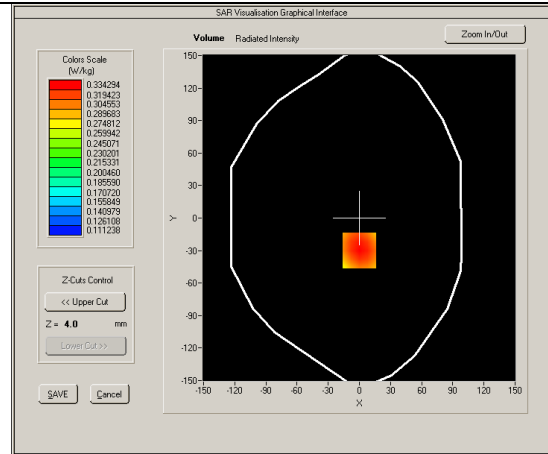 SAR Visualisation Graphical Interface
Volume Radiated Intensity
Zoom In/Out
Colors Scale
(W/kg)
0.334294
0.319423
0.304553
0.289683
0.274812
0.259942
0.245071
0.230201
0.215331
0.200460
0.185590
0.170720
0.155849
0.140979
0.126108
0.111238
Z-Cuts Control
<< Upper Cut
Z = 4.0 mm
Lower Cut >>
SAVE Cancel
150
120
90
60
30
0
-30
-60
-90
-120
-150
Y
-150 -120 -90 -60 -30 0 30 60 90 120 150
X